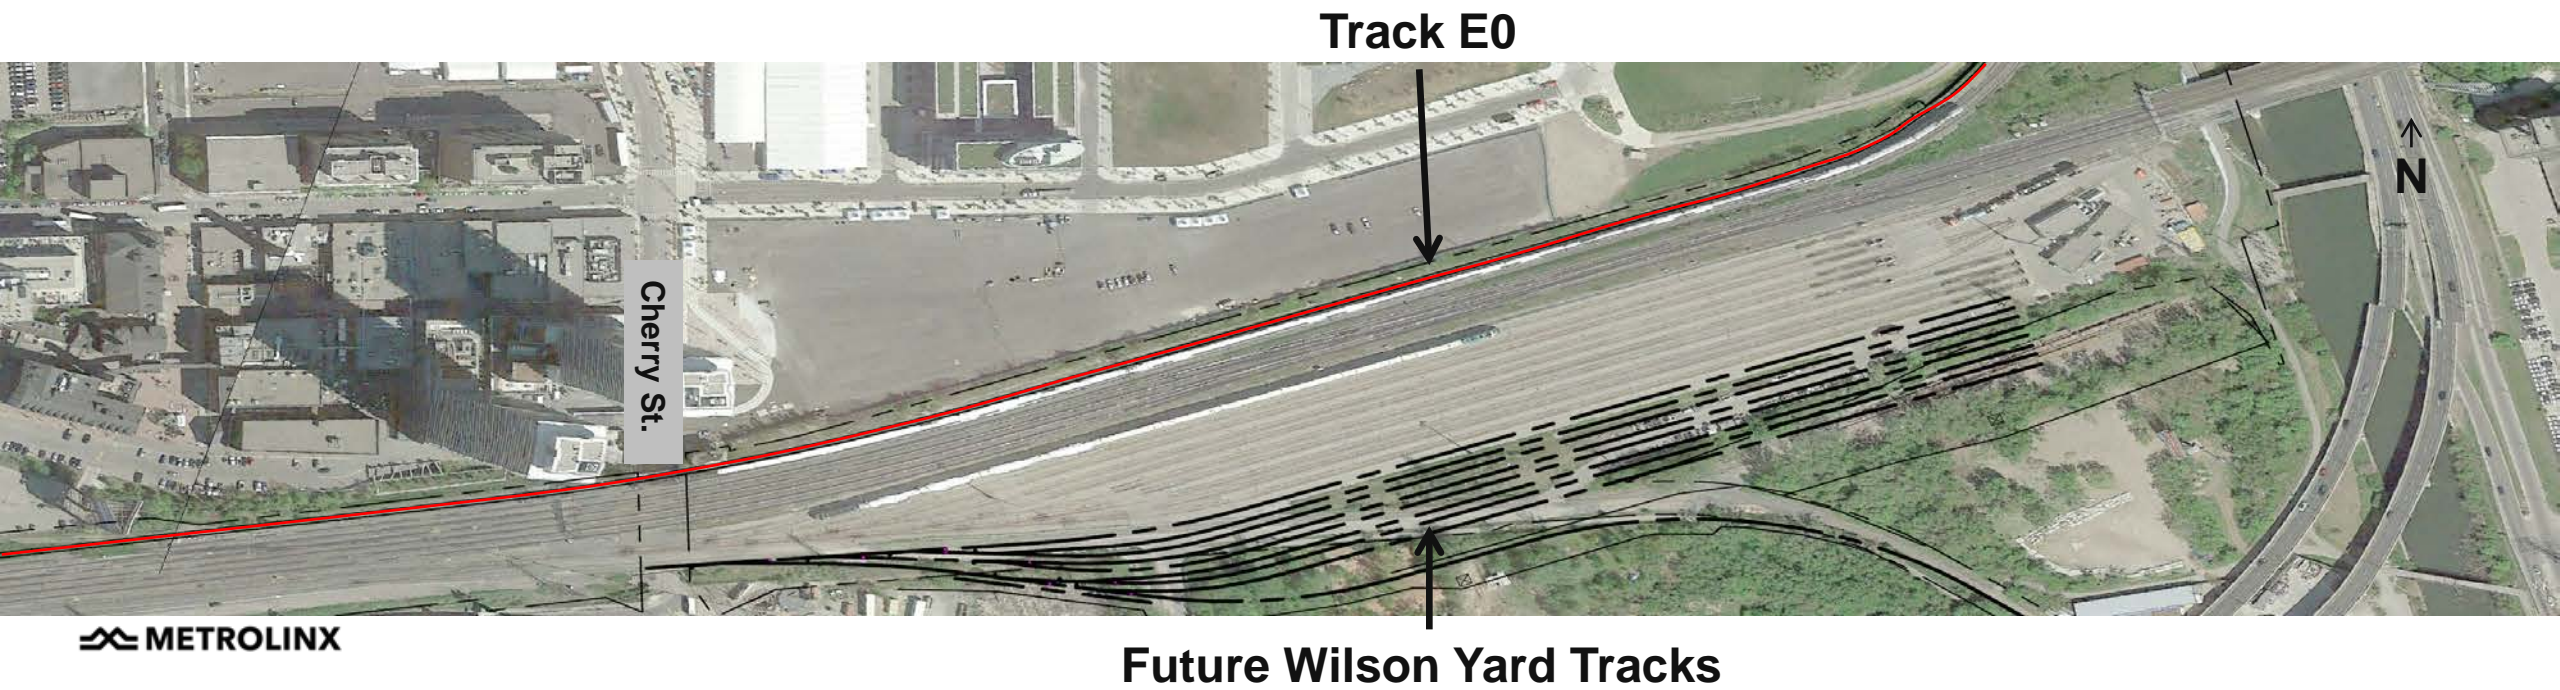 Track E0
N
Cherry St.
METROLINX
Future Wilson Yard Tracks